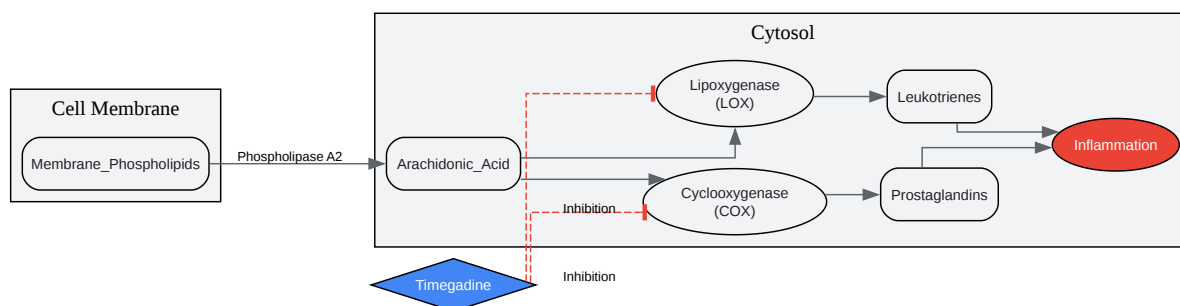 Cytosol
Cell Membrane
Membrane_Phospholipids
Phospholipase A2
Arachidonic_Acid
Lipoxygenase
(LOX)
Leukotrienes
Inflammation
Cyclooxygenase
(COX)
Prostaglandins
Inhibition
Inhibition
Timegadine